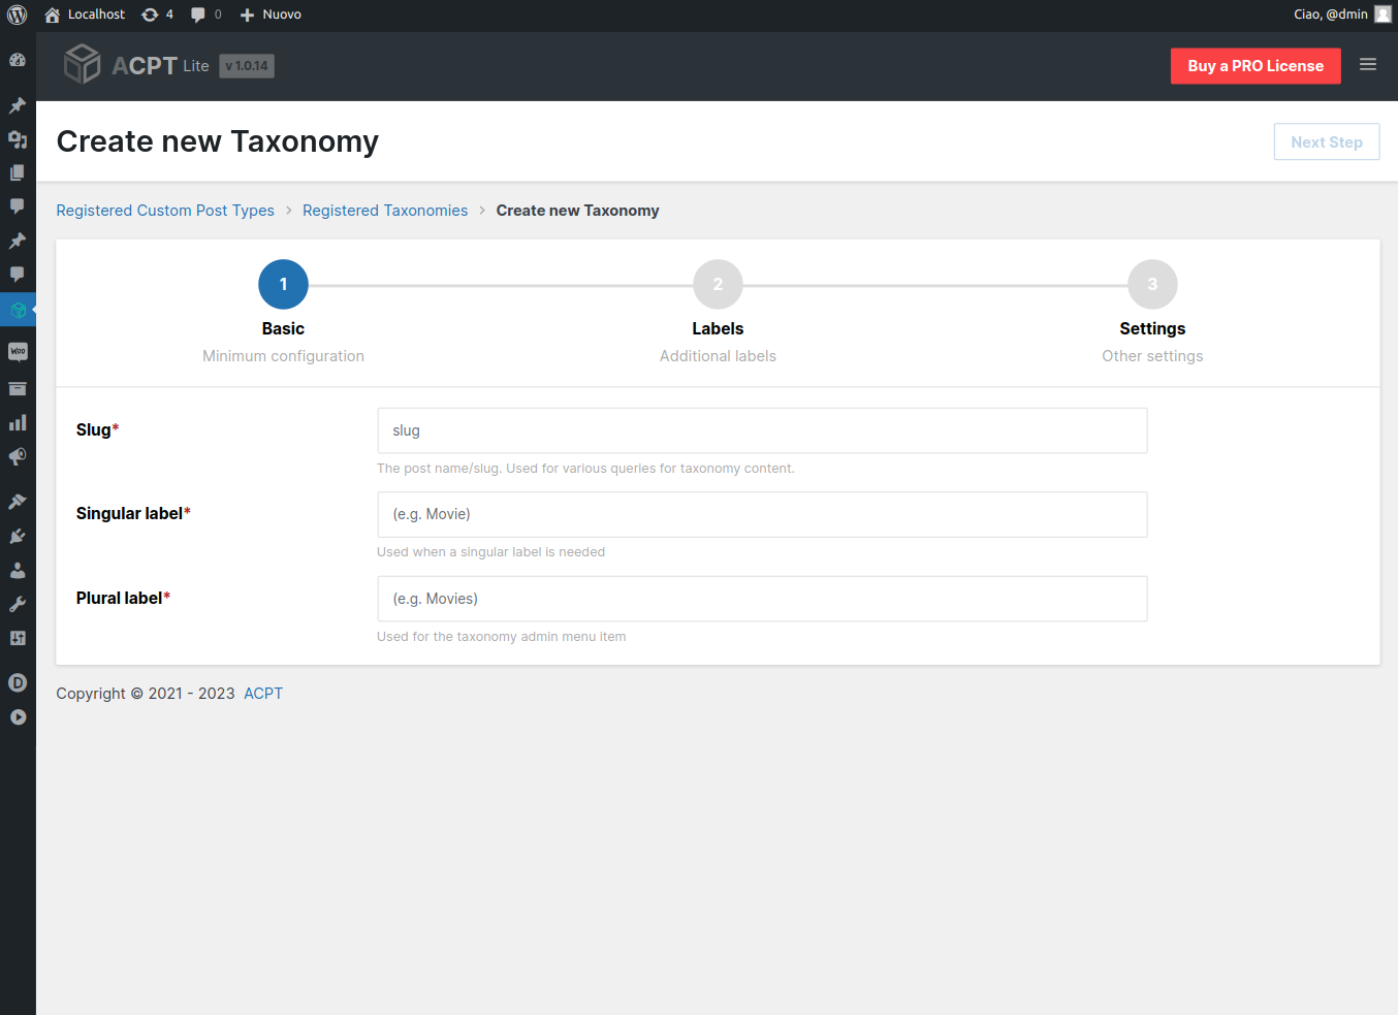 Localhost 4 0 Nuovo Ciao, @dmin
ACPT Lite v 1.0.14 Buy a PRO License
Create new Taxonomy Next Step
Registered Custom Post Types > Registered Taxonomies > Create new Taxonomy
1 2 3
Basic Labels Settings
Minimum configuration Additional labels Other settings
Slug* slug
The post name/slug. Used for various queries for taxonomy content.
Singular label* (e.g. Movie)
Used when a singular label is needed
Plural label* (e.g. Movies)
Used for the taxonomy admin menu item
Copyright © 2021 - 2023 ACPT